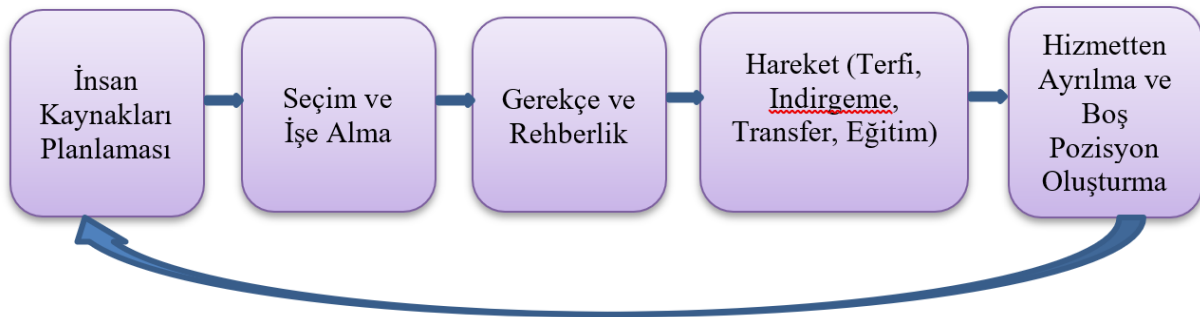 İnsan
Kaynakları
Planlaması
Seçim ve
İşe Alma
Gerekçe ve
Rehberlik
Hareket (Terfi,
Indirgeme,
Transfer, Eğitim)
Hizmetten
Ayrılma ve
Boş
Pozisyon
Oluşturma